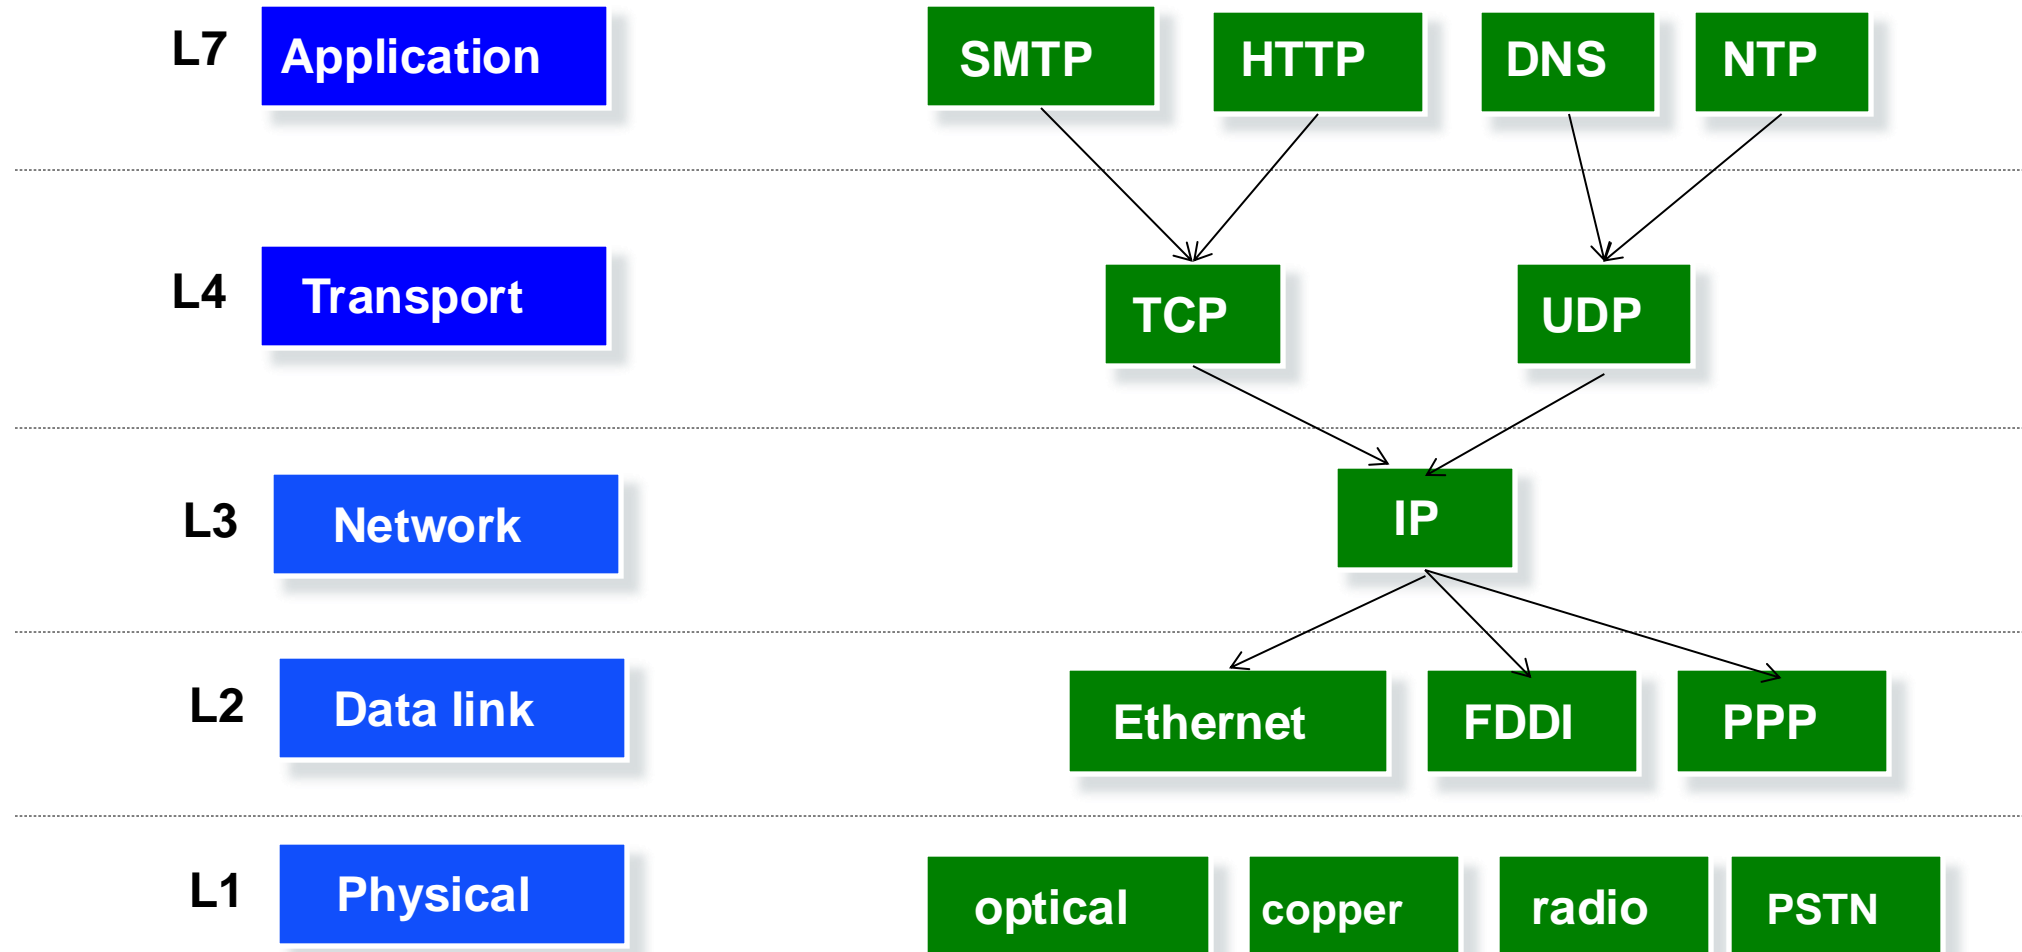 L7 Application SMTP HTTP DNS NTP
L4 Transport TCP UDP
L3 Network IP
L2 Data link Ethernet FDDI PPP
L1 Physical optical copper radio PSTN